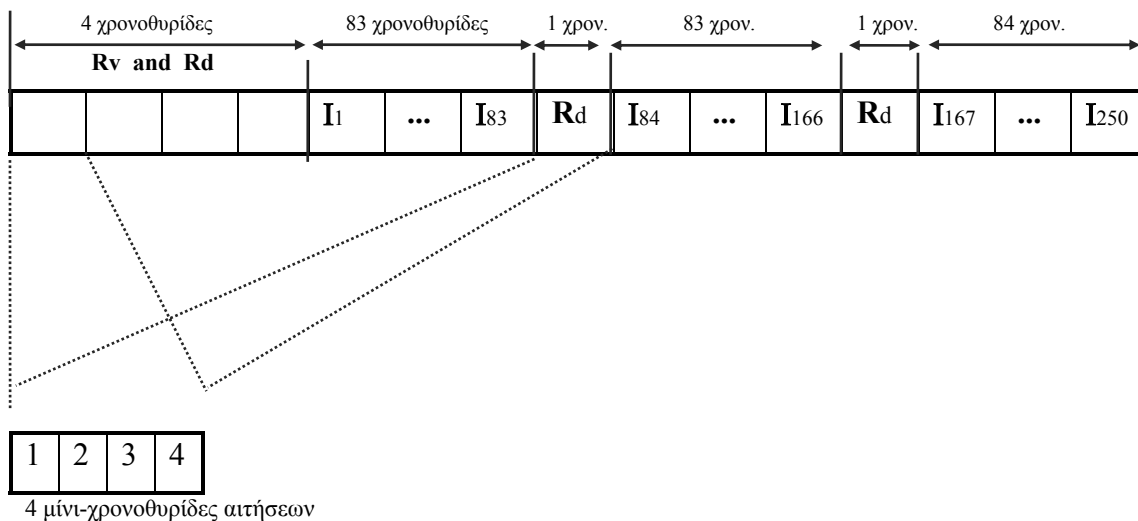 4 χρονοθυρίδες 83 χρονοθυρίδες 1 χρον. 83 χρον. 1 χρον. 84 χρον.
Rv and Rd
I1 ... I83 Rd I84 ... I166 Rd I167 ... I250
1 2 3 4
4 μίνι-χρονοθυρίδες αιτήσεων